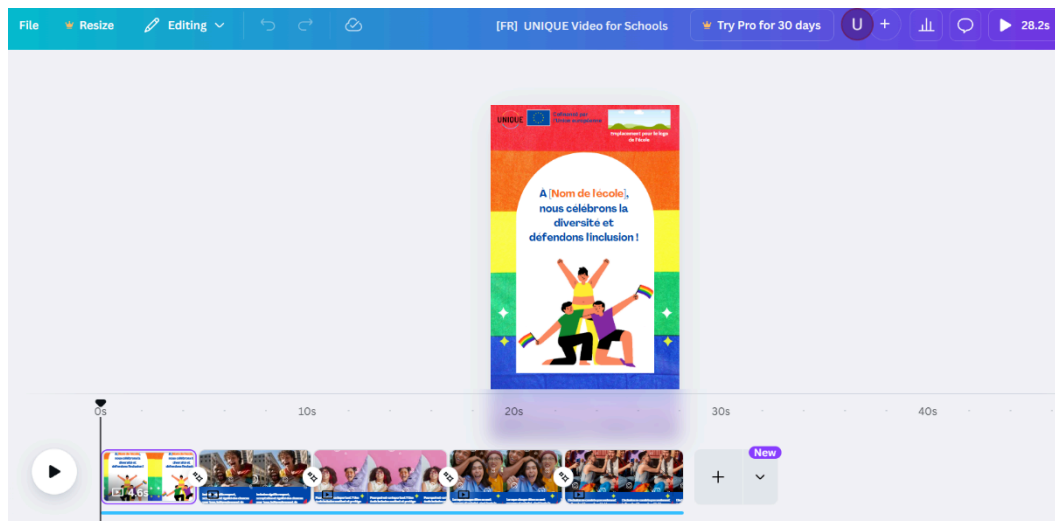 File Resize Editing [FR] UNIQUE Video for Schools Try Pro for 30 days U + 28.2s
UNIQUE Cofinancé par
l'Union européenne
Emplacement pour le logo
de l'école
À [Nom de l'école],
nous célébrons la
diversité et
défendons l'inclusion !
0s 10s 20s 30s 40s
New
4.6s
+